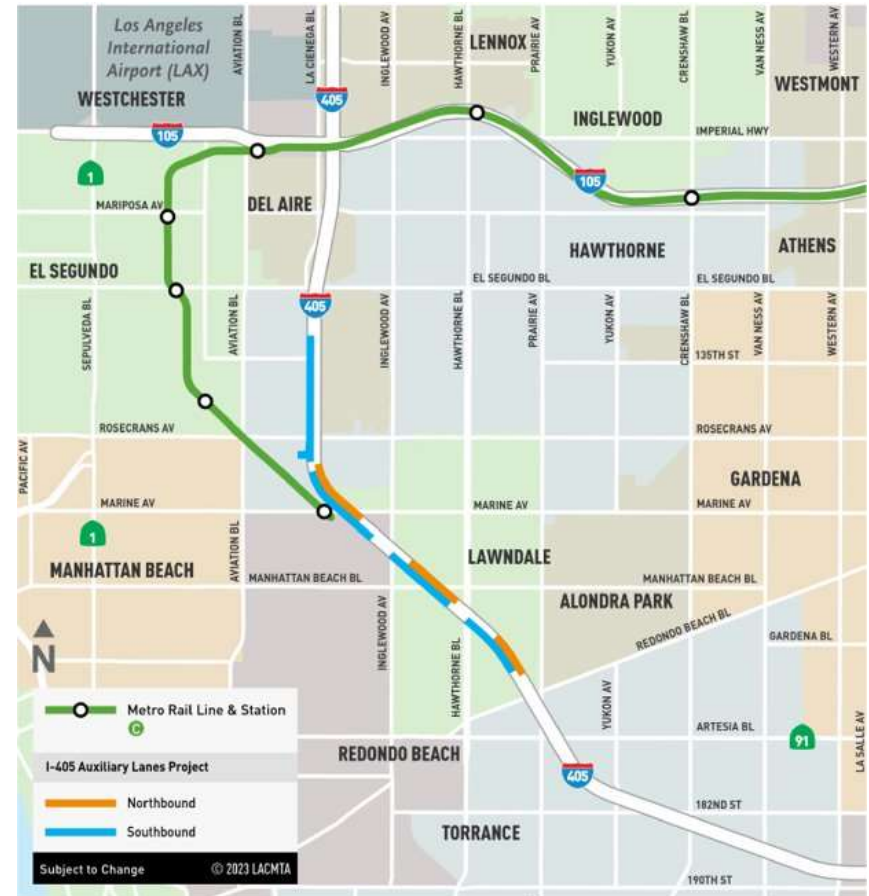 Los Angeles
International
Airport (LAX)
AVIATION BL
LA CIENEGA BL
INGLEWOOD AV
HAWTHORNE BL
LENNOX
PRAIRIE AV
YUKON AV
CRENSHAW BL
VAN NESS AV
WESTERN AV
WESTMONT
WESTCHESTER
405
INGLEWOOD
105
IMPERIAL HWY
1
105
MARIPOSA AV
DEL AIRE
HAWTHORNE
ATHENS
EL SEGUNDO
EL SEGUNDO BL
EL SEGUNDO BL
405
SEPULVEDA BL
AVIATION BL
INGLEWOOD AV
HAWTHORNE BL
PRAIRIE AV
YUKON AV
CRENSHAW BL
VAN NESS AV
WESTERN AV
135TH ST
ROSECRANS AV
ROSECRANS AV
PACIFIC AV
GARDENA
MARINE AV
MARINE AV
MARINE AV
1
LAWNDALE
MANHATTAN BEACH
AVIATION BL
MANHATTAN BEACH BL
MANHATTAN BEACH BL
ALONDRA PARK
REDONDO BEACH BL
GARDENA BL
N
INGLEWOOD AV
HAWTHORNE BL
YUKON AV
ARTESIA BL
91
LA SALLE AV
REDONDO BEACH
405
182ND ST
TORRANCE
190TH ST
Metro Rail Line & Station
C
I-405 Auxiliary Lanes Project
Northbound
Southbound
Subject to Change © 2023 LACMTA